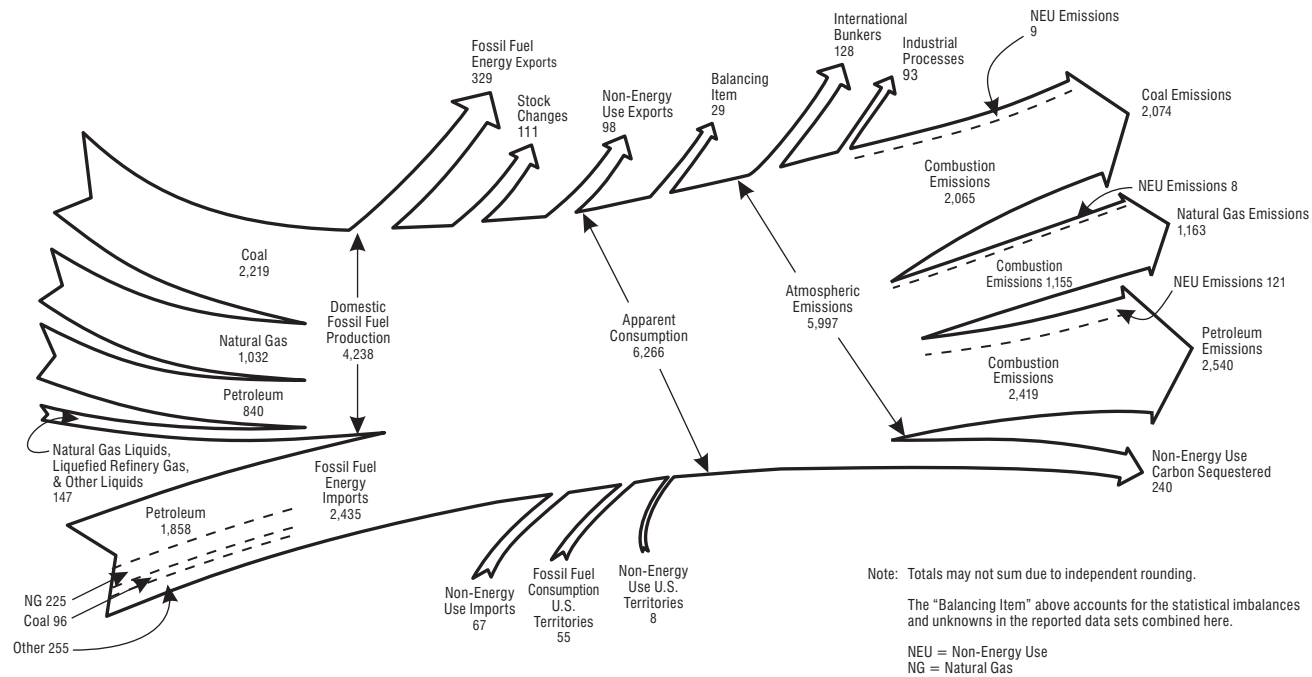 Fossil Fuel
Energy Exports
329
Stock
Changes
111
Non-Energy
Use Exports
98
Balancing
Item
29
International
Bunkers
128
Industrial
Processes
93
NEU Emissions
9
Coal Emissions
2,074
Combustion
Emissions
2,065
NEU Emissions 8
Natural Gas Emissions
1,163
Combustion
Emissions 1,155
NEU Emissions 121
Petroleum
Emissions
2,540
Combustion
Emissions
2,419
Coal
2,219
Natural Gas
1,032
Petroleum
840
Natural Gas Liquids,
Liquefied Refinery Gas,
& Other Liquids
147
Domestic
Fossil Fuel
Production
4,238
Apparent
Consumption
6,266
Atmospheric
Emissions
5,997
Fossil Fuel
Energy
Imports
2,435
Petroleum
1,858
NG 225
Coal 96
Other 255
Non-Energy
Use Imports
67
Fossil Fuel
Consumption
U.S.
Territories
55
Non-Energy
Use U.S.
Territories
8
Non-Energy Use
Carbon Sequestered
240
Note: Totals may not sum due to independent rounding.
The “Balancing Item” above accounts for the statistical imbalances
and unknowns in the reported data sets combined here.
NEU = Non-Energy Use
NG = Natural Gas